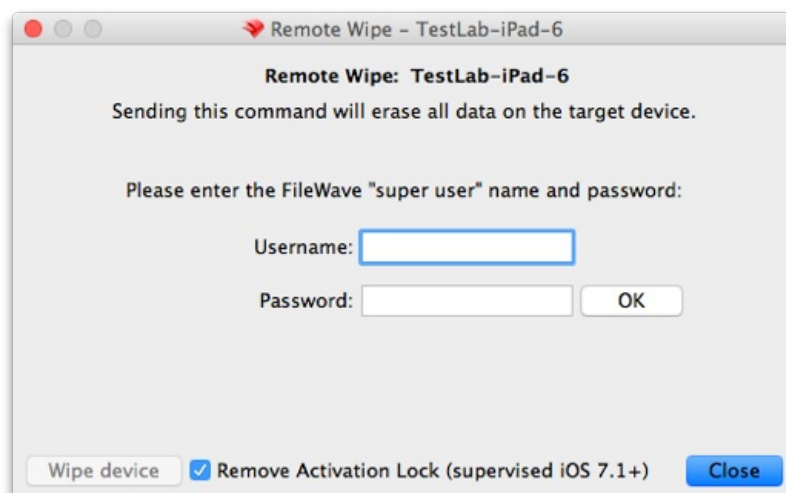 Remote Wipe – TestLab-iPad-6
Remote Wipe: TestLab-iPad-6
Sending this command will erase all data on the target device.
Please enter the FileWave "super user" name and password:
Username:
Password: OK
Wipe device Remove Activation Lock (supervised iOS 7.1+) Close